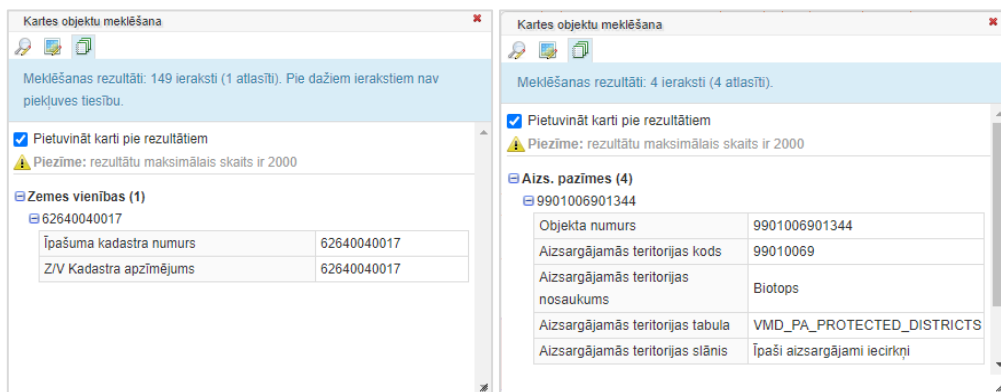 Kartes objektu meklēšana
Meklēšanas rezultāti: 149 ieraksti (1 atlasīti). Pie dažiem ierakstiem nav
piekļuves tiesību.
Pietuvināt karti pie rezultātiem
Piezīme: rezultātu maksimālais skaits ir 2000
Zemes vienības (1)
62640040017
Īpašuma kadastra numurs 62640040017
Z/V Kadastra apzīmējums 62640040017
Kartes objektu meklēšana
Meklēšanas rezultāti: 4 ieraksti (4 atlasīti).
Pietuvināt karti pie rezultātiem
Piezīme: rezultātu maksimālais skaits ir 2000
Aizs. pazīmes (4)
9901006901344
Objekta numurs 9901006901344
Aizsargājamās teritorijas kods 99010069
Aizsargājamās teritorijas
nosaukums Biotops
Aizsargājamās teritorijas tabula VMD_PA_PROTECTED_DISTRICTS
Aizsargājamās teritorijas slānis Īpaši aizsargājami iecirkņi